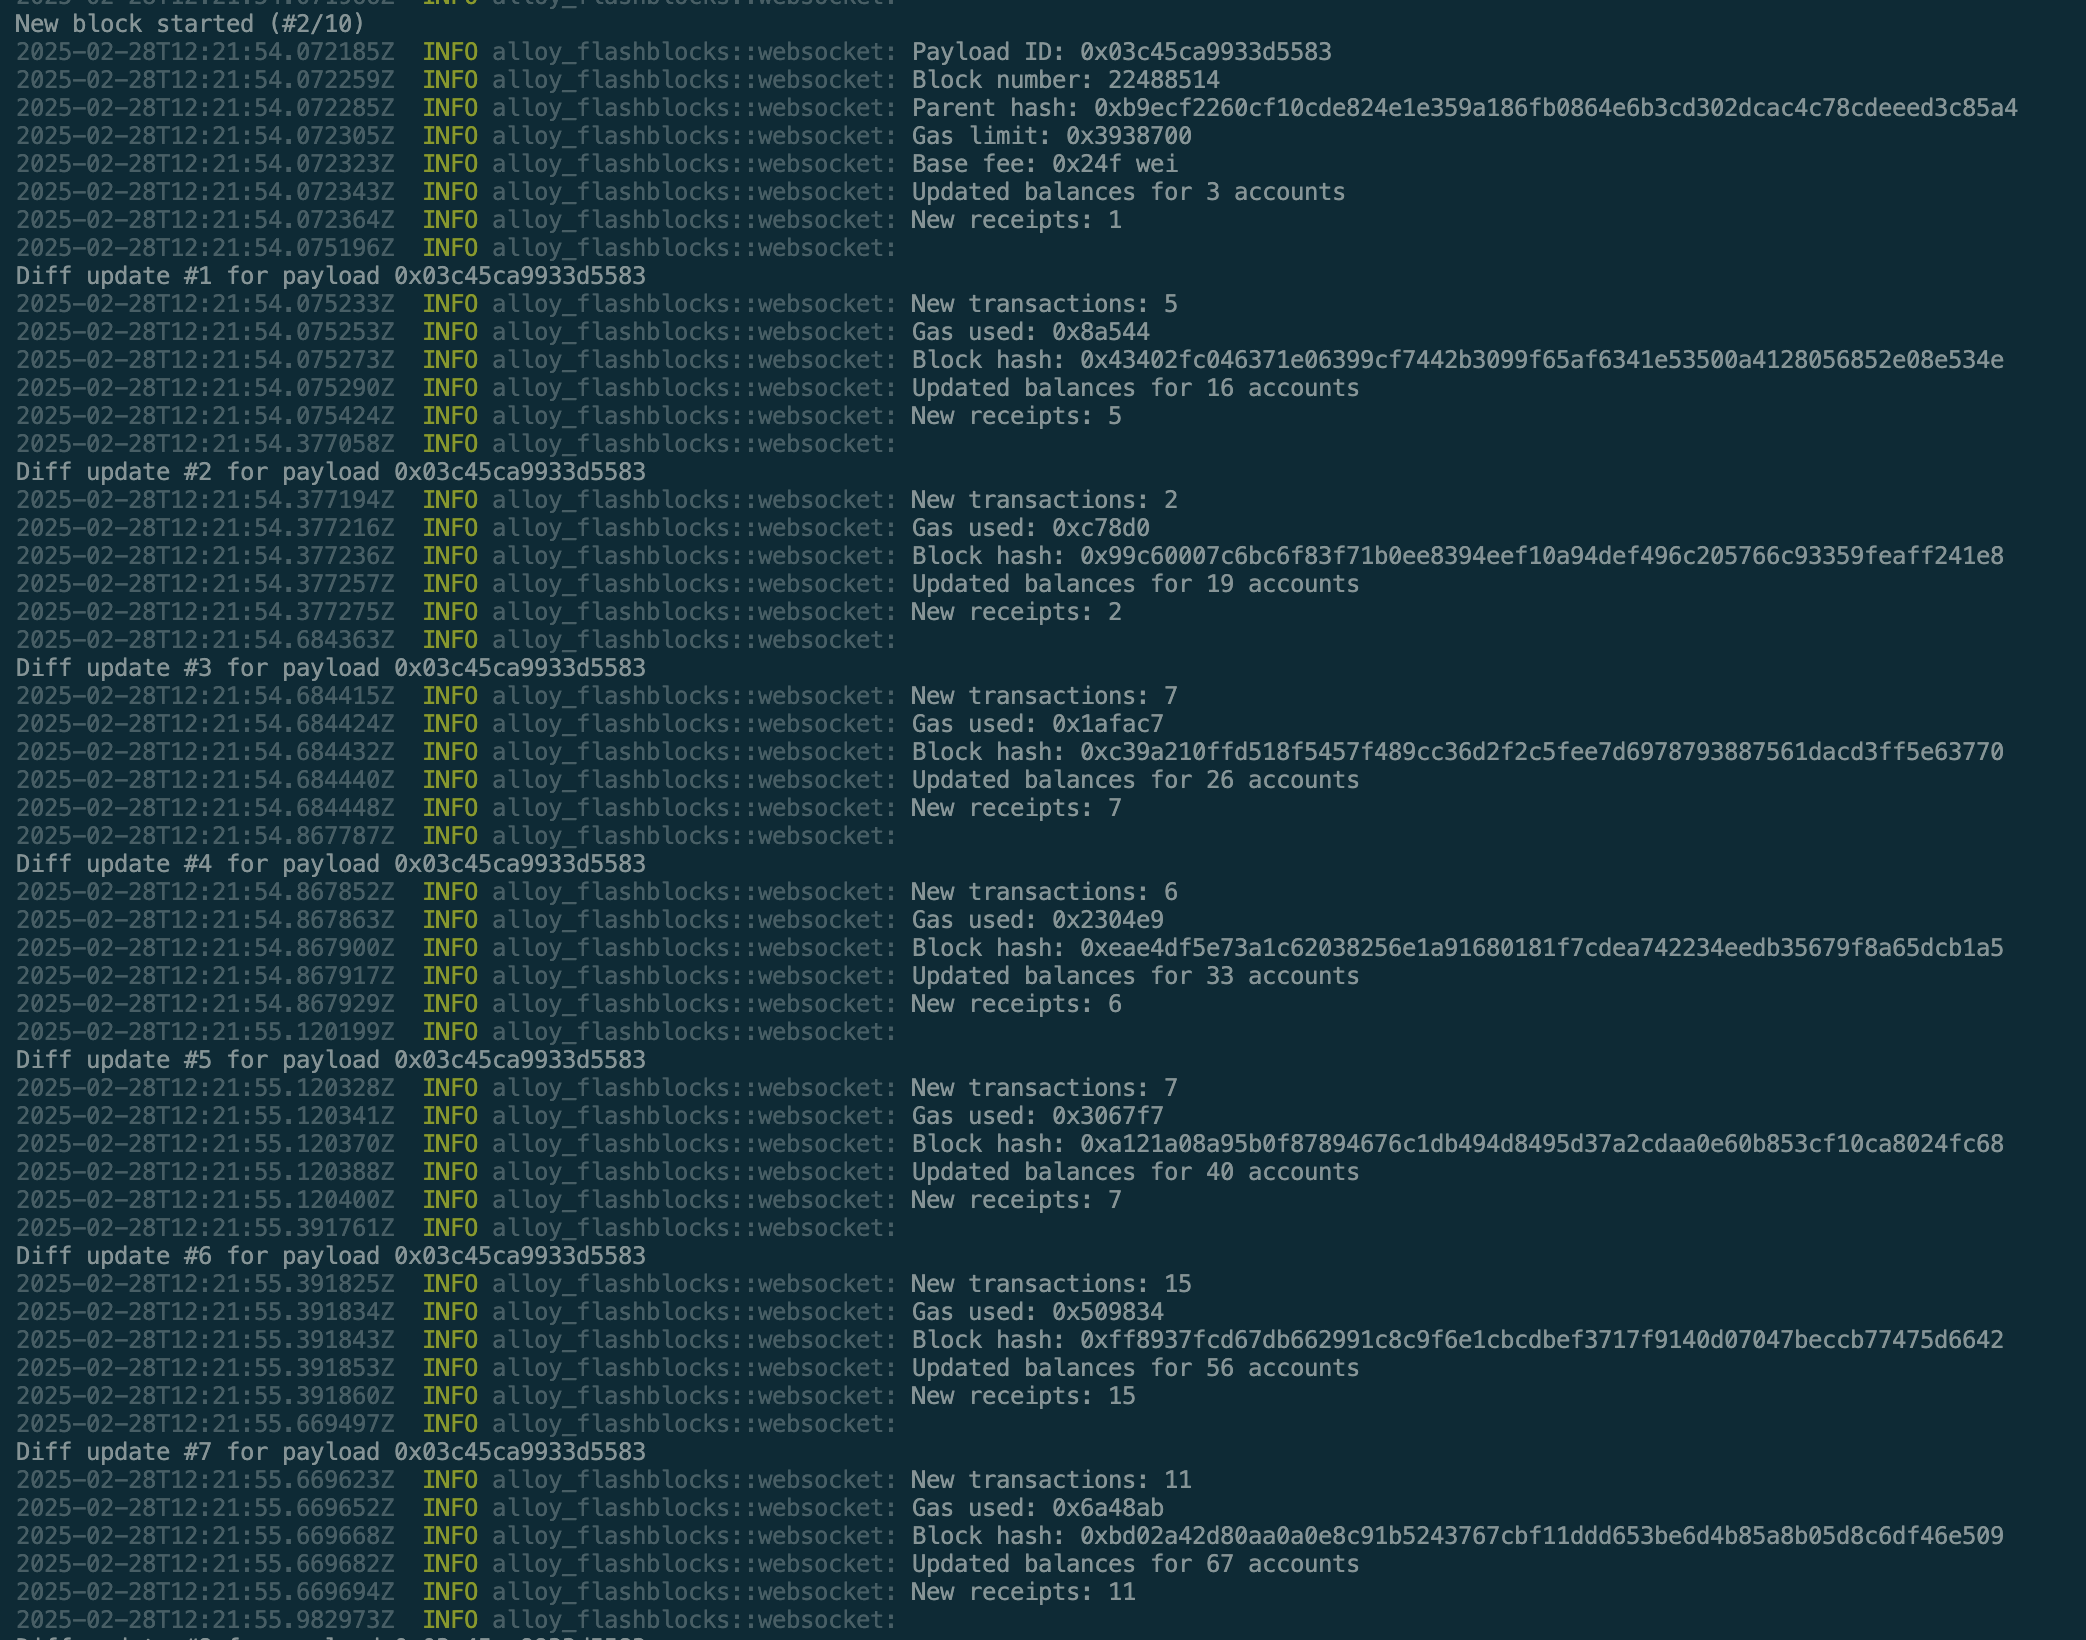 New block started (#2/10)
2025-02-28T12:21:54.072185Z  INFO alloy_flashblocks::websocket: Payload ID: 0x03c45ca9933d5583
2025-02-28T12:21:54.072259Z  INFO alloy_flashblocks::websocket: Block number: 22488514
2025-02-28T12:21:54.072285Z  INFO alloy_flashblocks::websocket: Parent hash: 0xb9ecf2260cf10cde824e1e359a186fb0864e6b3cd302dcac4c78cdeeed3c85a4
2025-02-28T12:21:54.072305Z  INFO alloy_flashblocks::websocket: Gas limit: 0x3938700
2025-02-28T12:21:54.072323Z  INFO alloy_flashblocks::websocket: Base fee: 0x24f wei
2025-02-28T12:21:54.072343Z  INFO alloy_flashblocks::websocket: Updated balances for 3 accounts
2025-02-28T12:21:54.072364Z  INFO alloy_flashblocks::websocket: New receipts: 1
2025-02-28T12:21:54.075196Z  INFO alloy_flashblocks::websocket:
Diff update #1 for payload 0x03c45ca9933d5583
2025-02-28T12:21:54.075233Z  INFO alloy_flashblocks::websocket: New transactions: 5
2025-02-28T12:21:54.075253Z  INFO alloy_flashblocks::websocket: Gas used: 0x8a544
2025-02-28T12:21:54.075273Z  INFO alloy_flashblocks::websocket: Block hash: 0x43402fc046371e06399cf7442b3099f65af6341e53500a4128056852e08e534e
2025-02-28T12:21:54.075290Z  INFO alloy_flashblocks::websocket: Updated balances for 16 accounts
2025-02-28T12:21:54.075424Z  INFO alloy_flashblocks::websocket: New receipts: 5
2025-02-28T12:21:54.377058Z  INFO alloy_flashblocks::websocket:
Diff update #2 for payload 0x03c45ca9933d5583
2025-02-28T12:21:54.377194Z  INFO alloy_flashblocks::websocket: New transactions: 2
2025-02-28T12:21:54.377216Z  INFO alloy_flashblocks::websocket: Gas used: 0xc78d0
2025-02-28T12:21:54.377236Z  INFO alloy_flashblocks::websocket: Block hash: 0x99c60007c6bc6f83f71b0ee8394eef10a94def496c205766c93359feaff241e8
2025-02-28T12:21:54.377257Z  INFO alloy_flashblocks::websocket: Updated balances for 19 accounts
2025-02-28T12:21:54.377275Z  INFO alloy_flashblocks::websocket: New receipts: 2
2025-02-28T12:21:54.684363Z  INFO alloy_flashblocks::websocket:
Diff update #3 for payload 0x03c45ca9933d5583
2025-02-28T12:21:54.684415Z  INFO alloy_flashblocks::websocket: New transactions: 7
2025-02-28T12:21:54.684424Z  INFO alloy_flashblocks::websocket: Gas used: 0x1afac7
2025-02-28T12:21:54.684432Z  INFO alloy_flashblocks::websocket: Block hash: 0xc39a210ffd518f5457f489cc36d2f2c5fee7d6978793887561dacd3ff5e63770
2025-02-28T12:21:54.684440Z  INFO alloy_flashblocks::websocket: Updated balances for 26 accounts
2025-02-28T12:21:54.684448Z  INFO alloy_flashblocks::websocket: New receipts: 7
2025-02-28T12:21:54.867787Z  INFO alloy_flashblocks::websocket:
Diff update #4 for payload 0x03c45ca9933d5583
2025-02-28T12:21:54.867852Z  INFO alloy_flashblocks::websocket: New transactions: 6
2025-02-28T12:21:54.867863Z  INFO alloy_flashblocks::websocket: Gas used: 0x2304e9
2025-02-28T12:21:54.867900Z  INFO alloy_flashblocks::websocket: Block hash: 0xeae4df5e73a1c62038256e1a91680181f7cdea742234eedb35679f8a65dcb1a5
2025-02-28T12:21:54.867917Z  INFO alloy_flashblocks::websocket: Updated balances for 33 accounts
2025-02-28T12:21:54.867929Z  INFO alloy_flashblocks::websocket: New receipts: 6
2025-02-28T12:21:55.120199Z  INFO alloy_flashblocks::websocket:
Diff update #5 for payload 0x03c45ca9933d5583
2025-02-28T12:21:55.120328Z  INFO alloy_flashblocks::websocket: New transactions: 7
2025-02-28T12:21:55.120341Z  INFO alloy_flashblocks::websocket: Gas used: 0x3067f7
2025-02-28T12:21:55.120370Z  INFO alloy_flashblocks::websocket: Block hash: 0xa121a08a95b0f87894676c1db494d8495d37a2cdaa0e60b853cf10ca8024fc68
2025-02-28T12:21:55.120388Z  INFO alloy_flashblocks::websocket: Updated balances for 40 accounts
2025-02-28T12:21:55.120400Z  INFO alloy_flashblocks::websocket: New receipts: 7
2025-02-28T12:21:55.391761Z  INFO alloy_flashblocks::websocket:
Diff update #6 for payload 0x03c45ca9933d5583
2025-02-28T12:21:55.391825Z  INFO alloy_flashblocks::websocket: New transactions: 15
2025-02-28T12:21:55.391834Z  INFO alloy_flashblocks::websocket: Gas used: 0x509834
2025-02-28T12:21:55.391843Z  INFO alloy_flashblocks::websocket: Block hash: 0xff8937fcd67db662991c8c9f6e1cbcdbef3717f9140d07047beccb77475d6642
2025-02-28T12:21:55.391853Z  INFO alloy_flashblocks::websocket: Updated balances for 56 accounts
2025-02-28T12:21:55.391860Z  INFO alloy_flashblocks::websocket: New receipts: 15
2025-02-28T12:21:55.669497Z  INFO alloy_flashblocks::websocket:
Diff update #7 for payload 0x03c45ca9933d5583
2025-02-28T12:21:55.669623Z  INFO alloy_flashblocks::websocket: New transactions: 11
2025-02-28T12:21:55.669652Z  INFO alloy_flashblocks::websocket: Gas used: 0x6a48ab
2025-02-28T12:21:55.669668Z  INFO alloy_flashblocks::websocket: Block hash: 0xbd02a42d80aa0a0e8c91b5243767cbf11ddd653be6d4b85a8b05d8c6df46e509
2025-02-28T12:21:55.669682Z  INFO alloy_flashblocks::websocket: Updated balances for 67 accounts
2025-02-28T12:21:55.669694Z  INFO alloy_flashblocks::websocket: New receipts: 11
2025-02-28T12:21:55.982973Z  INFO alloy_flashblocks::websocket: